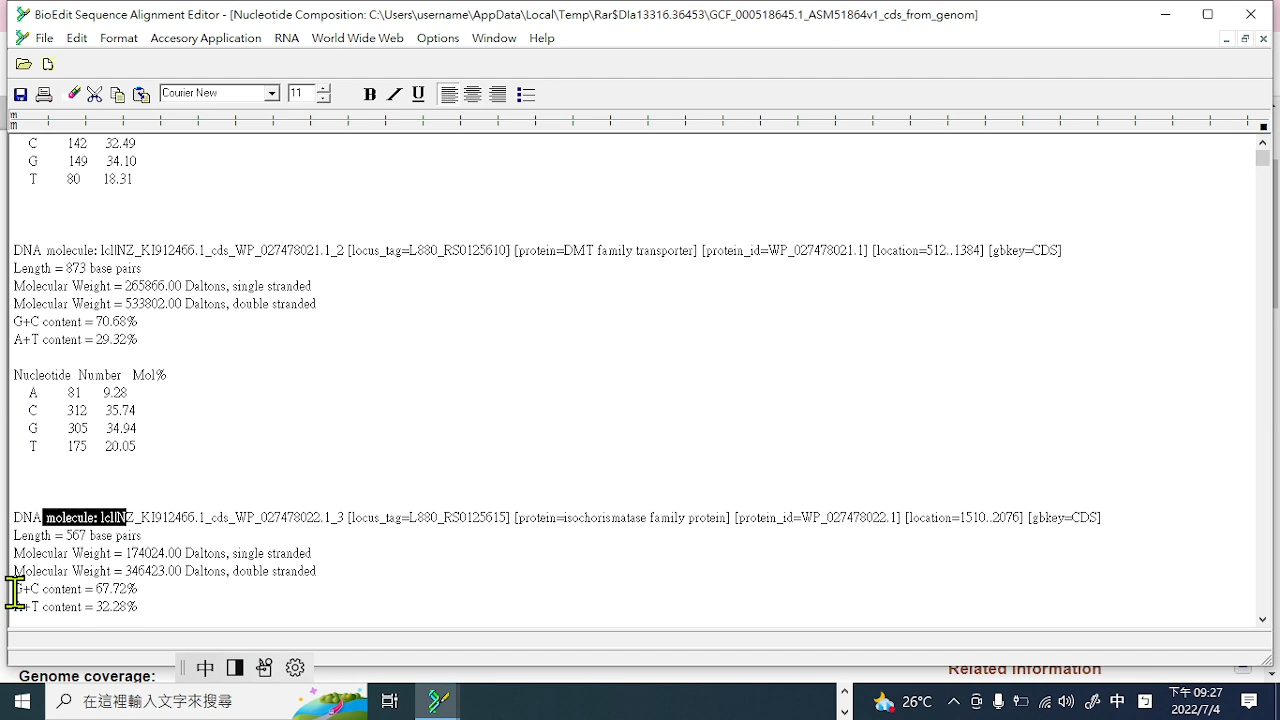 BioEdit Sequence Alignment Editor - [Nucleotide Composition: C:\Users\username\AppData\Local\Temp\Rar$DIa13316.36453\GCF_000518645.1_ASM51864v1_cds_from_genom]
File Edit Format Accesory Application RNA World Wide Web Options Window Help
Courier New 11 B U
C 142 32.49
G 149 34.10
T 80 18.31
DNA molecule: lcl|NZ_KI912466.1_cds_WP_027478021.1_2 [locus_tag=L880_RS0125610] [protein=DMT family transporter] [protein_id=WP_027478021.1] [location=512..1384] [gbkey=CDS]
Length = 873 base pairs
Molecular Weight = 265866.00 Daltons, single stranded
Molecular Weight = 533802.00 Daltons, double stranded
G+C content = 70.68%
A+T content = 29.32%
Nucleotide Number Mol%
A 81 9.28
C 312 35.74
G 305 34.94
T 175 20.05
DNA molecule: lcl|NZ_KI912466.1_cds_WP_027478022.1_3 [locus_tag=L880_RS0125615] [protein=isochorismatase family protein] [protein_id=WP_027478022.1] [location=1510..2076] [gbkey=CDS]
Length = 567 base pairs
Molecular Weight = 174024.00 Daltons, single stranded
Molecular Weight = 346423.00 Daltons, double stranded
G+C content = 67.72%
A+T content = 32.28%
Genome coverage:
中
Related Information
在這裡輸入文字來搜尋
26°C
中
下午 09:27
2022/7/4